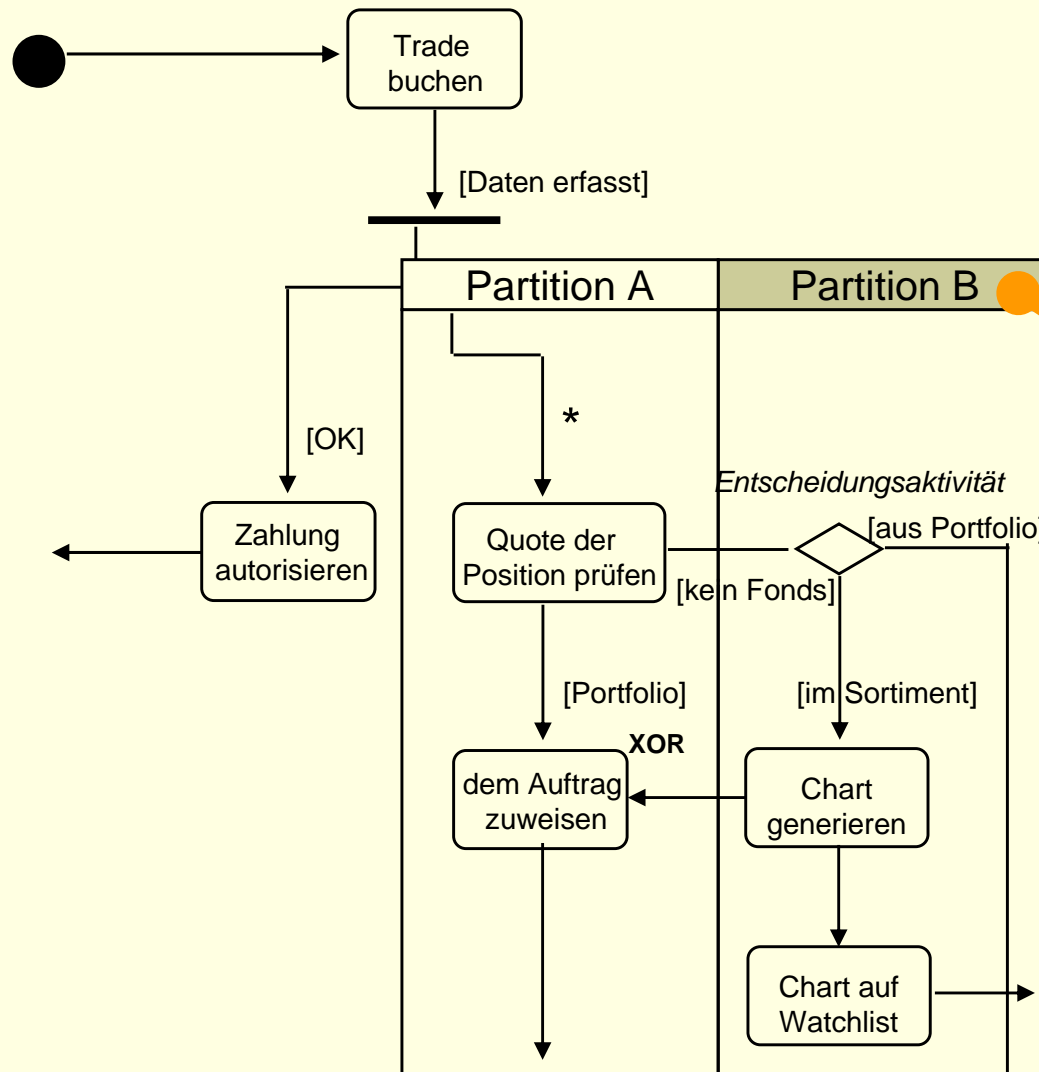 Trade
buchen
[Daten erfasst]
Partition A
Partition B
*
[OK]
Entscheidungsaktivität
[aus Portfolio]
Zahlung
autorisieren
Quote der
Position prüfen
[kein Fonds]
[Portfolio]
[im Sortiment]
XOR
dem Auftrag
zuweisen
Chart
generieren
Chart auf
Watchlist